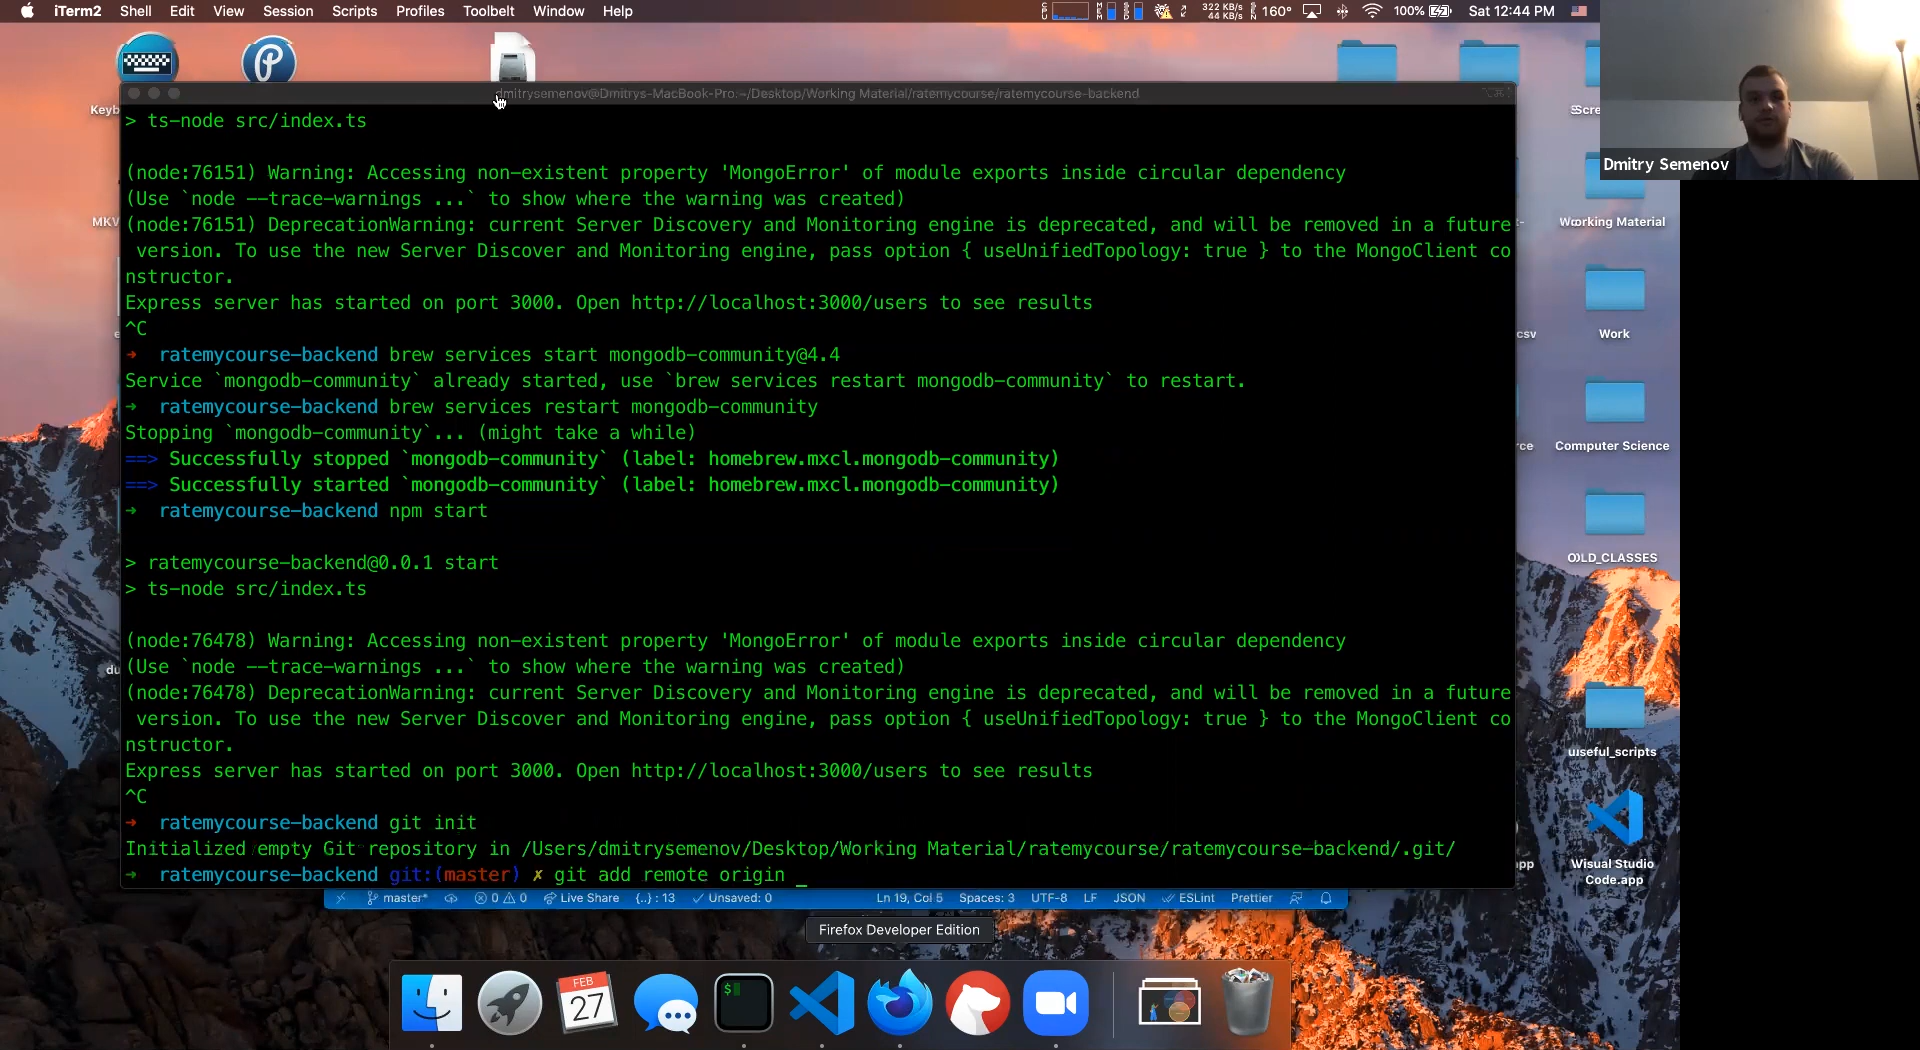 iTerm2 Shell Edit View Session Scripts Profiles Toolbelt Window Help
322 KB/s
44 KB/s
160° 100% Sat 12:44 PM
Dmitry Semenov
dmitrysemenov@Dmitrys-MacBook-Pro:~/Desktop/Working Material/ratemycourse/ratemycourse-backend
> ts-node src/index.ts
(node:76151) Warning: Accessing non-existent property 'MongoError' of module exports inside circular dependency
(Use `node --trace-warnings ...` to show where the warning was created)
(node:76151) DeprecationWarning: current Server Discovery and Monitoring engine is deprecated, and will be removed in a future
version. To use the new Server Discover and Monitoring engine, pass option { useUnifiedTopology: true } to the MongoClient co
nstructor.
Express server has started on port 3000. Open http://localhost:3000/users to see results
^C
→ ratemycourse-backend brew services start mongodb-community@4.4
Service `mongodb-community` already started, use `brew services restart mongodb-community` to restart.
→ ratemycourse-backend brew services restart mongodb-community
Stopping `mongodb-community`... (might take a while)
==> Successfully stopped `mongodb-community` (label: homebrew.mxcl.mongodb-community)
==> Successfully started `mongodb-community` (label: homebrew.mxcl.mongodb-community)
→ ratemycourse-backend npm start
> ratemycourse-backend@0.0.1 start
> ts-node src/index.ts
(node:76478) Warning: Accessing non-existent property 'MongoError' of module exports inside circular dependency
(Use `node --trace-warnings ...` to show where the warning was created)
(node:76478) DeprecationWarning: current Server Discovery and Monitoring engine is deprecated, and will be removed in a future
version. To use the new Server Discover and Monitoring engine, pass option { useUnifiedTopology: true } to the MongoClient co
nstructor.
Express server has started on port 3000. Open http://localhost:3000/users to see results
^C
→ ratemycourse-backend git init
Initialized empty Git repository in /Users/dmitrysemenov/Desktop/Working Material/ratemycourse/ratemycourse-backend/.git/
→ ratemycourse-backend git:(master) ✗ git add remote origin _
Keyb
MKV
du
Scre
Working Material
csv
Work
rce
Computer Science
OLD_CLASSES
useful_scripts
pp
Visual Studio
Code.app
master* 0 0 Live Share {..} : 13 ✓ Unsaved: 0 Ln 19, Col 5 Spaces: 3 UTF-8 LF JSON ESLint Prettier
Firefox Developer Edition
FEB
27
$